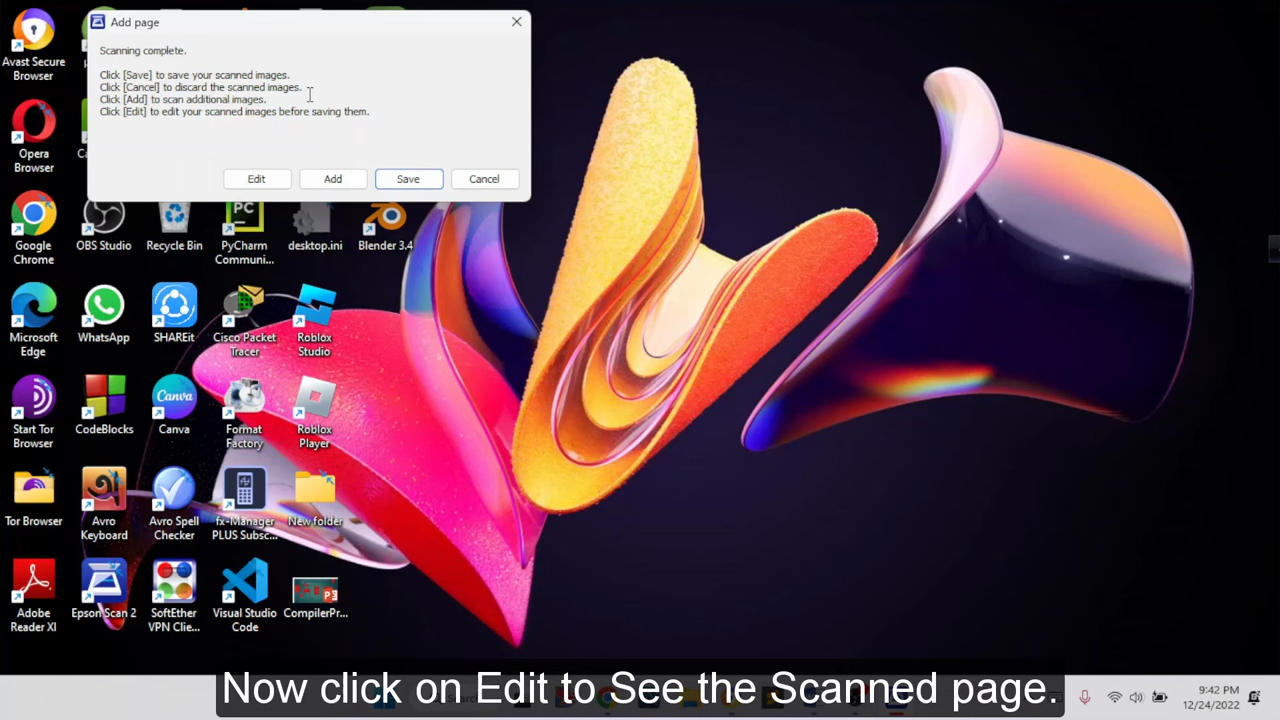 Add page
Scanning complete.
Click [Save] to save your scanned images.
Click [Cancel] to discard the scanned images.
Click [Add] to scan additional images.
Click [Edit] to edit your scanned images before saving them.
Edit
Add
Save
Cancel
Avast Secure
Browser
Opera
Browser
Google
Chrome
OBS Studio
Recycle Bin
PC
PyCharm
Communi...
desktop.ini
Blender 3.4
Microsoft
Edge
WhatsApp
SHAREit
Cisco Packet
Tracer
Roblox
Studio
Start Tor
Browser
CodeBlocks
Canva
Canva
Format
Factory
Roblox
Player
Tor Browser
Avro
Keyboard
Avro Spell
Checker
fx-Manager
PLUS Subsc...
New folder
Adobe
Reader XI
Epson Scan 2
SoftEther
VPN Clie...
Visual Studio
Code
CompilerPr...
Now click on Edit to See the Scanned page.
9:42 PM
12/24/2022